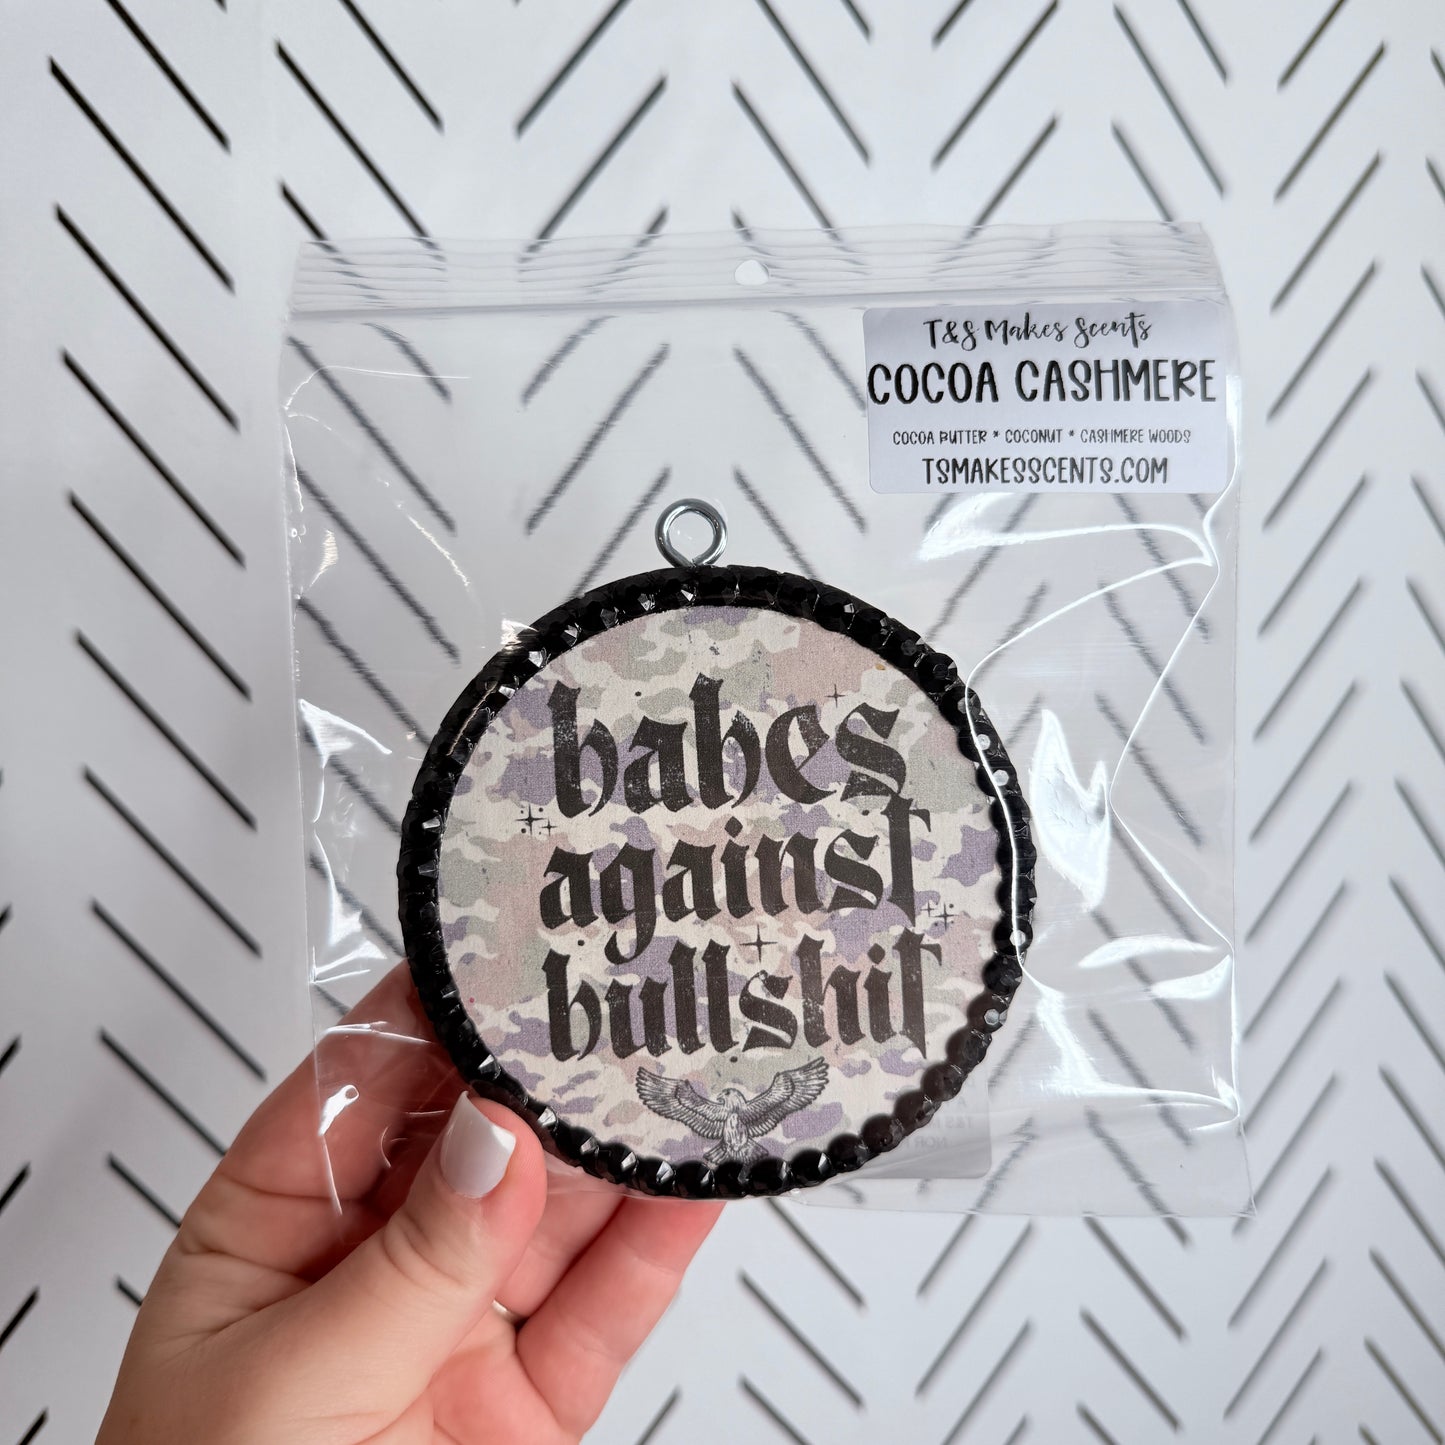 T&S Makes Scents
COCOA CASHMERE
COCOA BUTTER * COCONUT * CASHMERE WOODS
TSMAKESSCENTS.COM
babes
against
bullshit